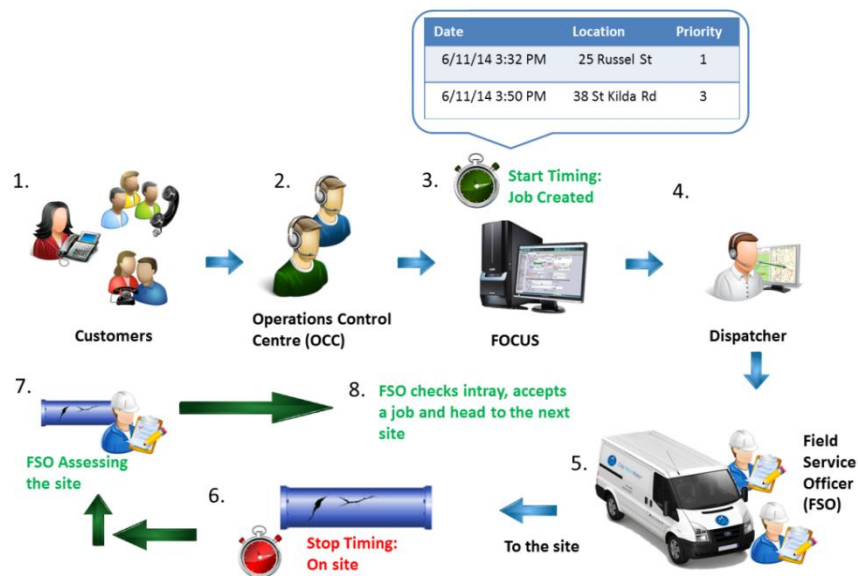 Date Location Priority
6/11/14 3:32 PM 25 Russel St 1
6/11/14 3:50 PM 38 St Kilda Rd 3
1.
2.
3.
Start Timing:
Job Created
4.
Customers
Operations Control
Centre (OCC)
FOCUS
Dispatcher
5.
Field
Service
Officer
(FSO)
To the site
6.
Stop Timing:
On site
7.
FSO Assessing
the site
8.
FSO checks intray, accepts
a job and head to the next
site